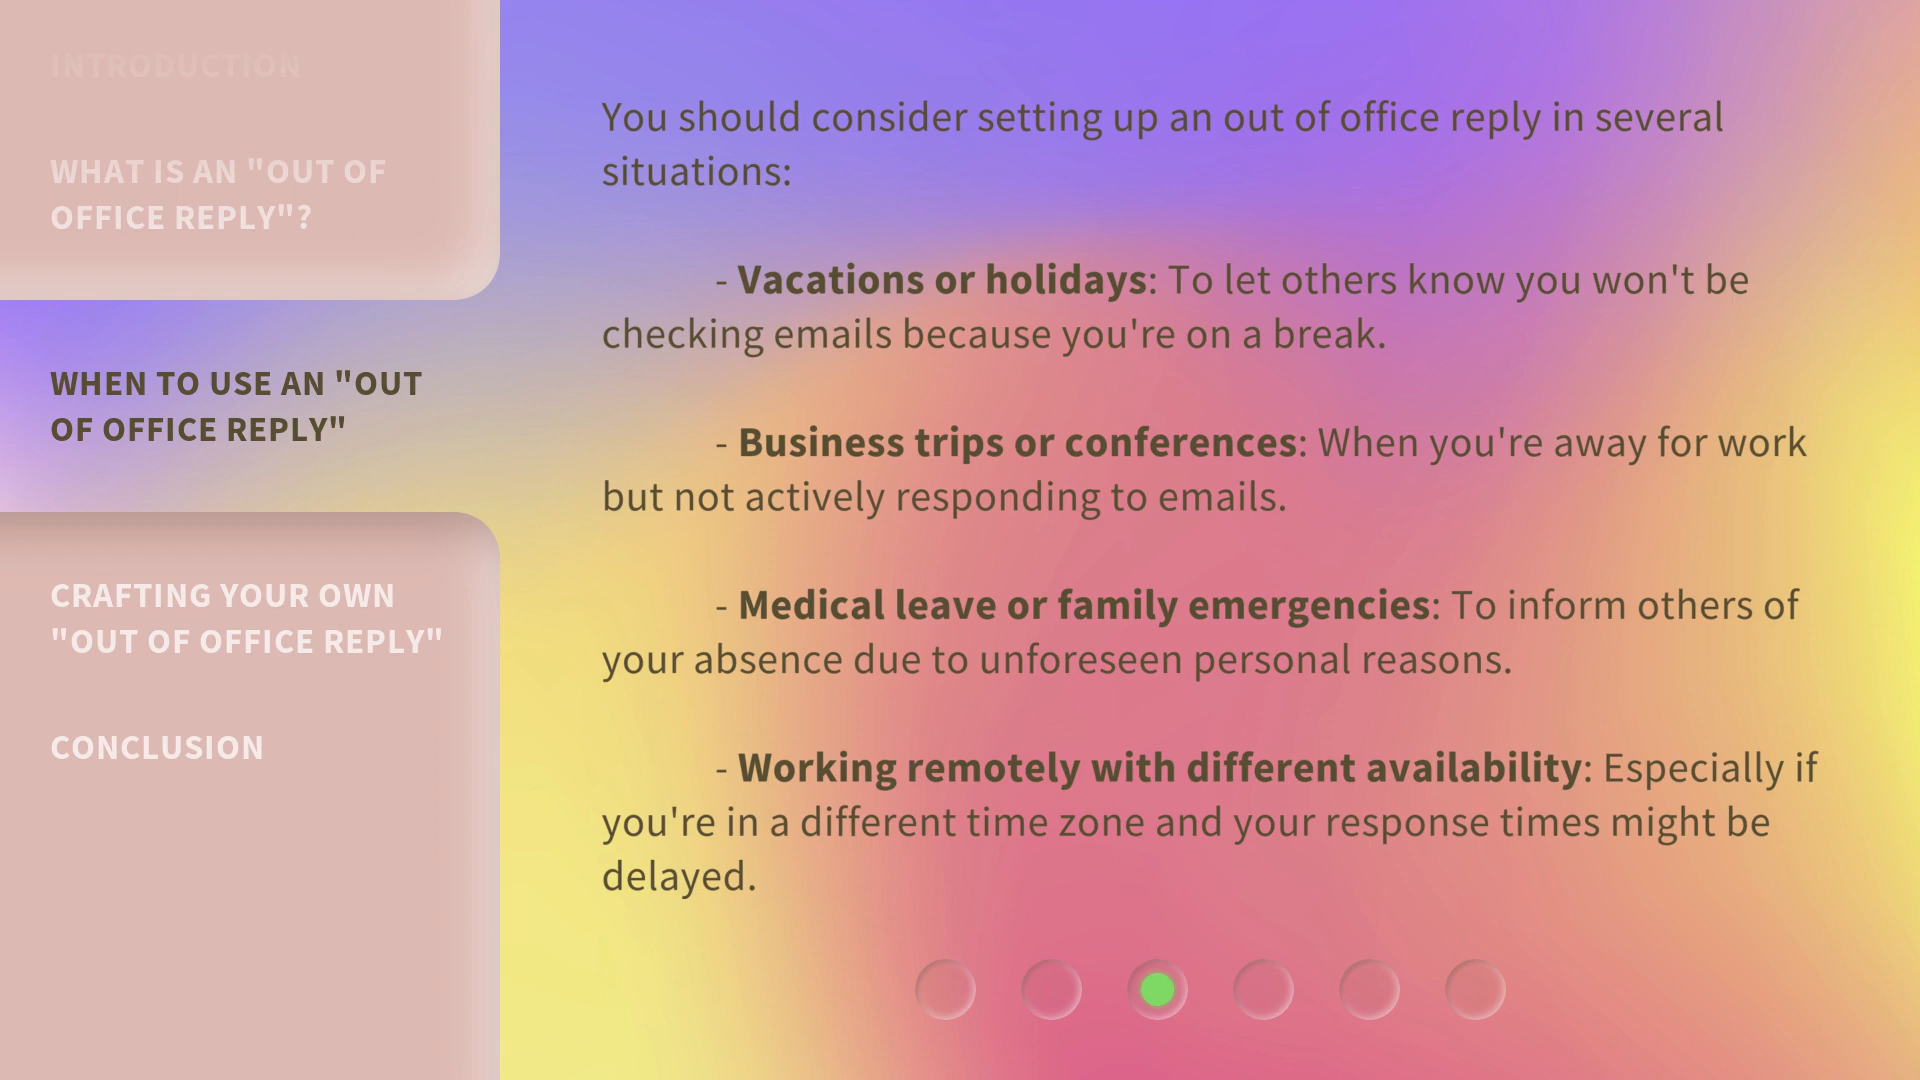 INTRODUCTION
WHAT IS AN "OUT OF
OFFICE REPLY"?
WHEN TO USE AN "OUT
OF OFFICE REPLY"
CRAFTING YOUR OWN
"OUT OF OFFICE REPLY"
CONCLUSION
You should consider setting up an out of office reply in several
situations:
- Vacations or holidays: To let others know you won't be
checking emails because you're on a break.
- Business trips or conferences: When you're away for work
but not actively responding to emails.
- Medical leave or family emergencies: To inform others of
your absence due to unforeseen personal reasons.
- Working remotely with different availability: Especially if
you're in a different time zone and your response times might be
delayed.